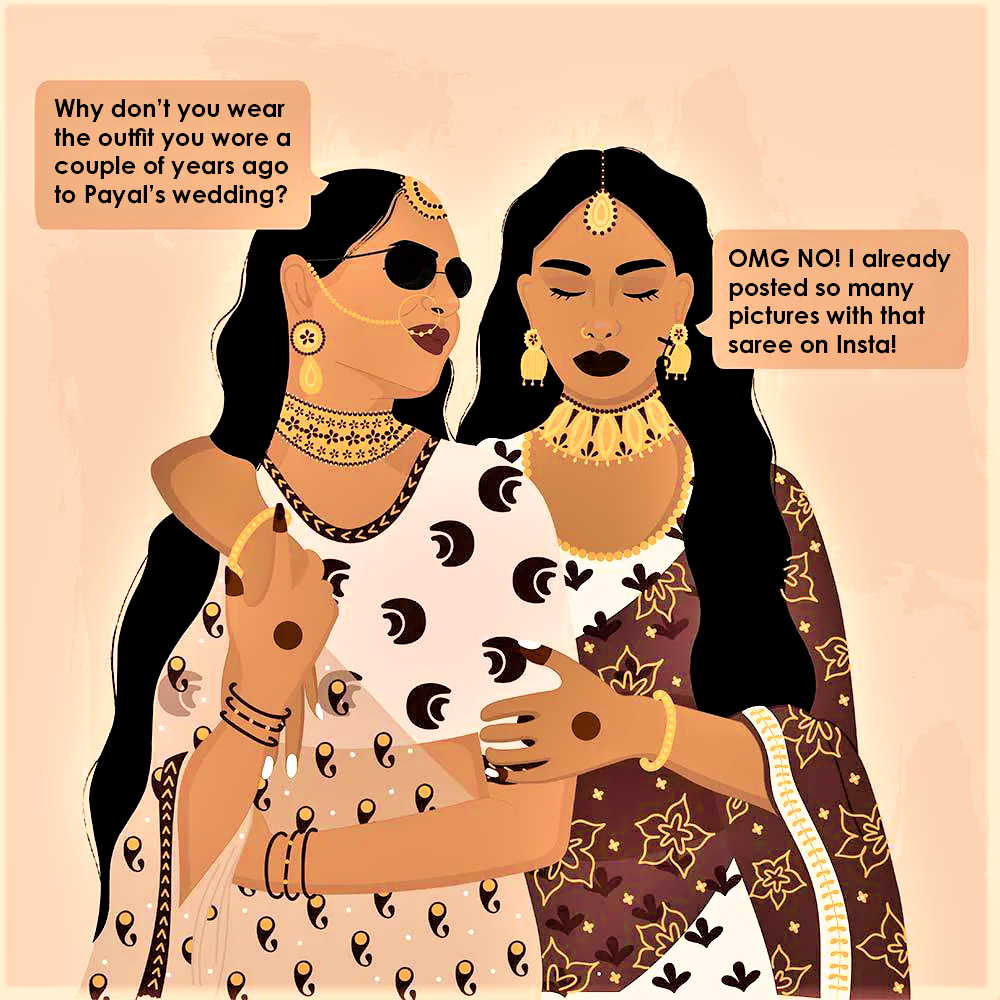 Why don't you wear
the outfit you wore a
couple of years ago
to Payal's wedding?
OMG NO! I already
posted so many
pictures with that
saree on Insta!